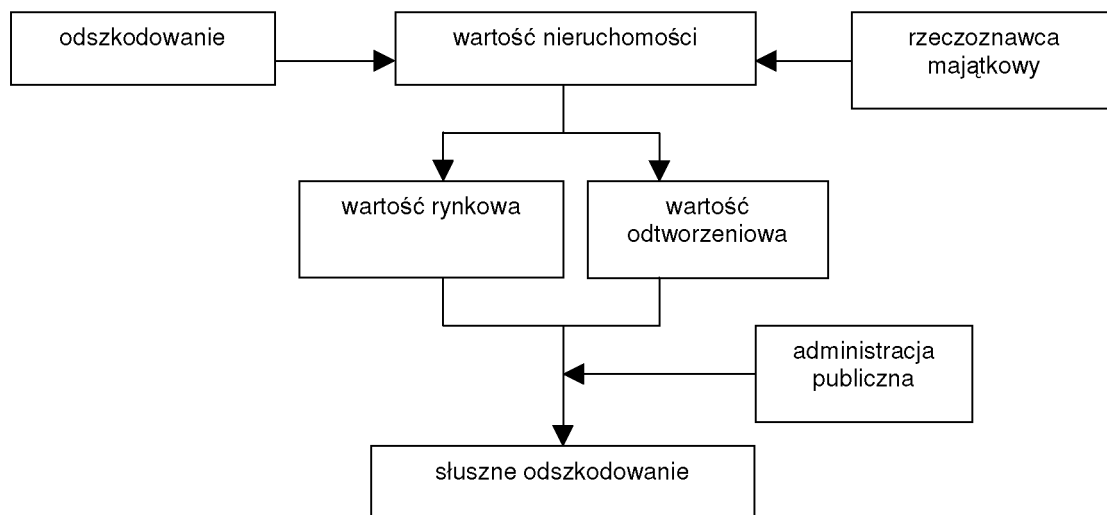 odszkodowanie
wartość nieruchomości
rzeczoznawca
majątkowy
wartość rynkowa
wartość
odtworzeniowa
administracja
publiczna
słuszne odszkodowanie